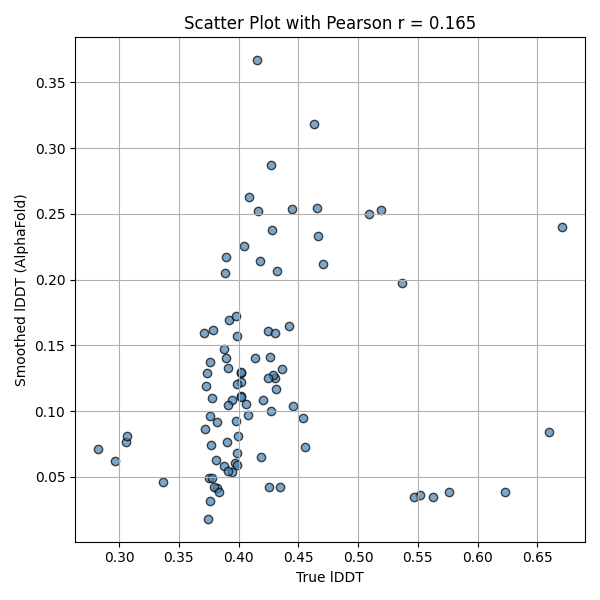 Scatter Plot with Pearson r = 0.165
0.35
0.30
0.25
0.20
0.15
0.10
0.05
Smoothed lDDT (AlphaFold)
0.30 0.35 0.40 0.45 0.50 0.55 0.60 0.65
True lDDT